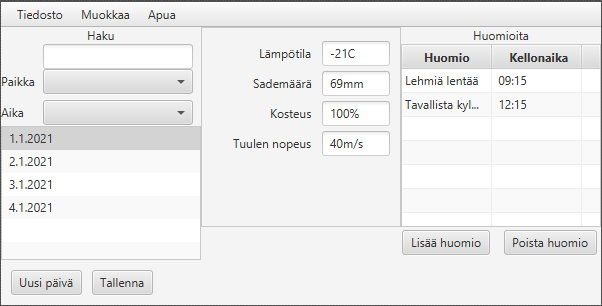 Tiedosto Muokkaa Apua
Haku
Paikka
Aika
1.1.2021
2.1.2021
3.1.2021
4.1.2021
Uusi päivä Tallenna
Lämpötila -21C
Sademäärä 69mm
Kosteus 100%
Tuulen nopeus 40m/s
Huomioita
Huomio Kellonaika
Lehmiä lentää 09:15
Tavallista kyl... 12:15
Lisää huomio Poista huomio